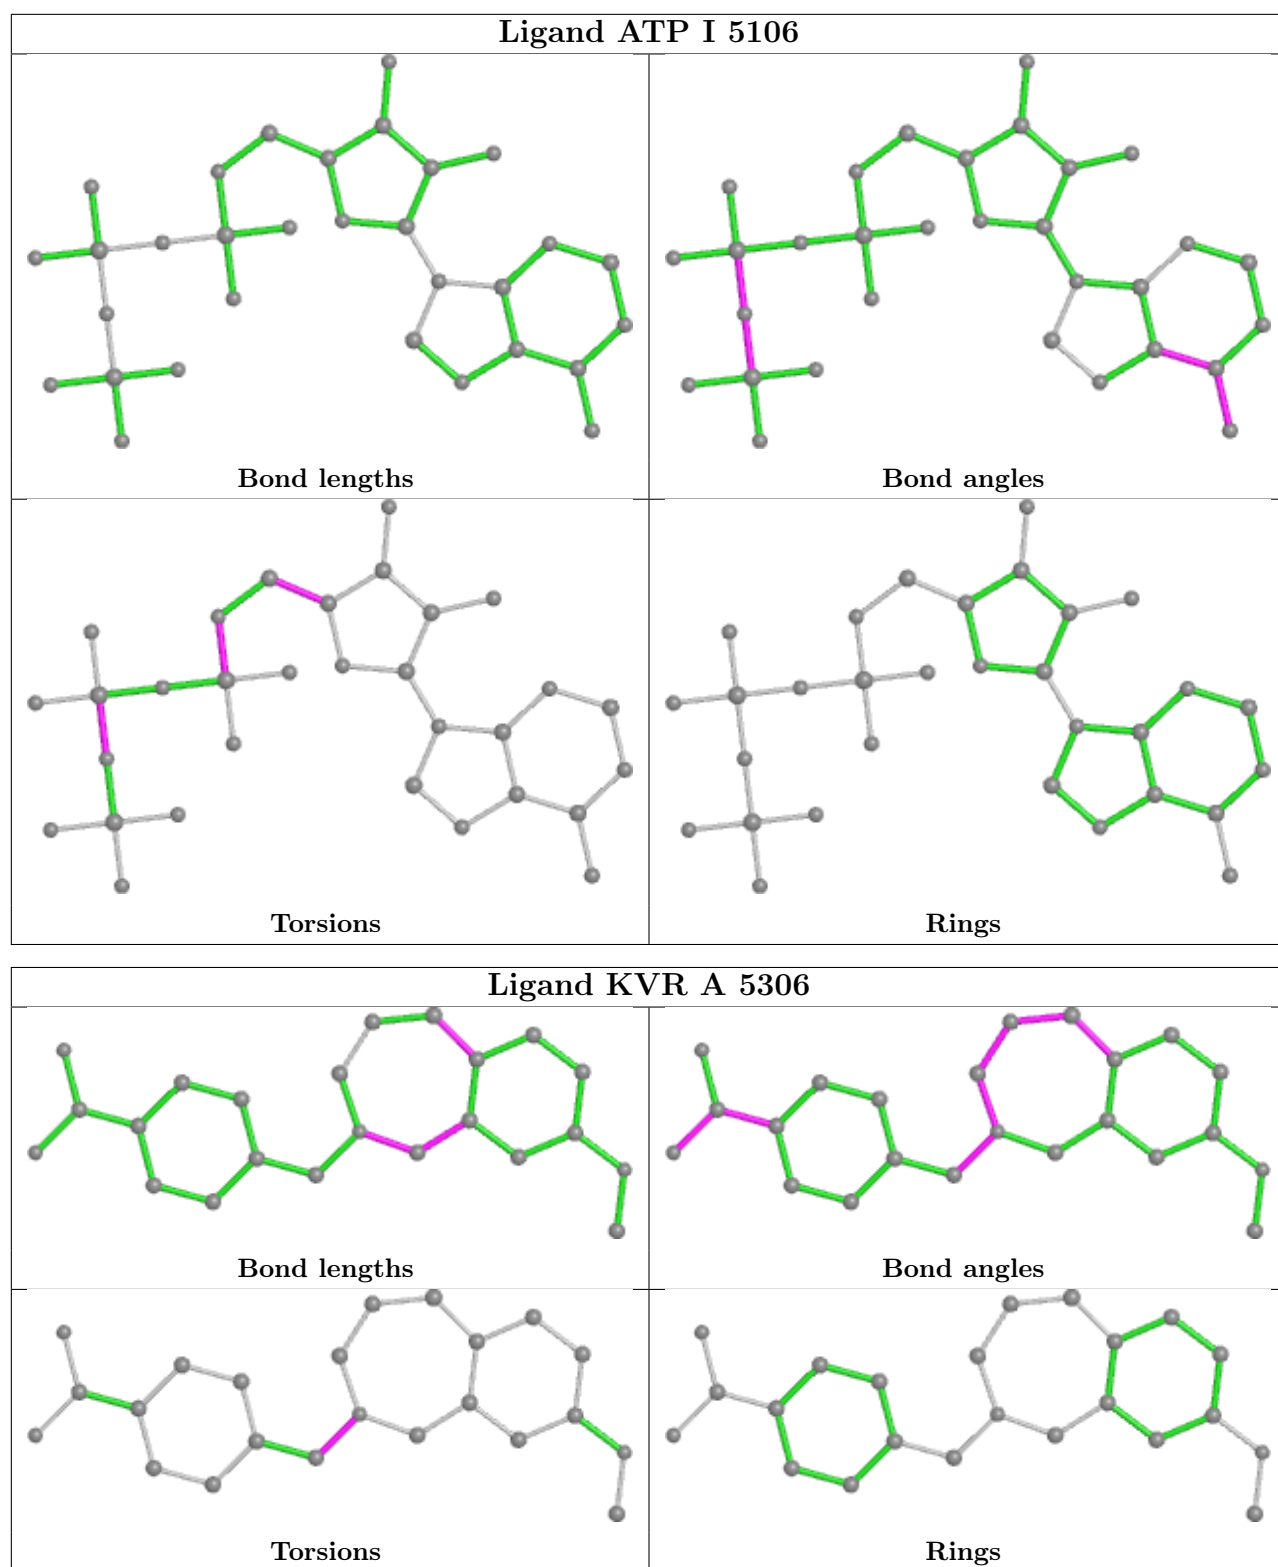 Ligand ATP I 5106
Bond lengths
Bond angles
Torsions
Rings
Ligand KVR A 5306
Bond lengths
Bond angles
Torsions
Rings